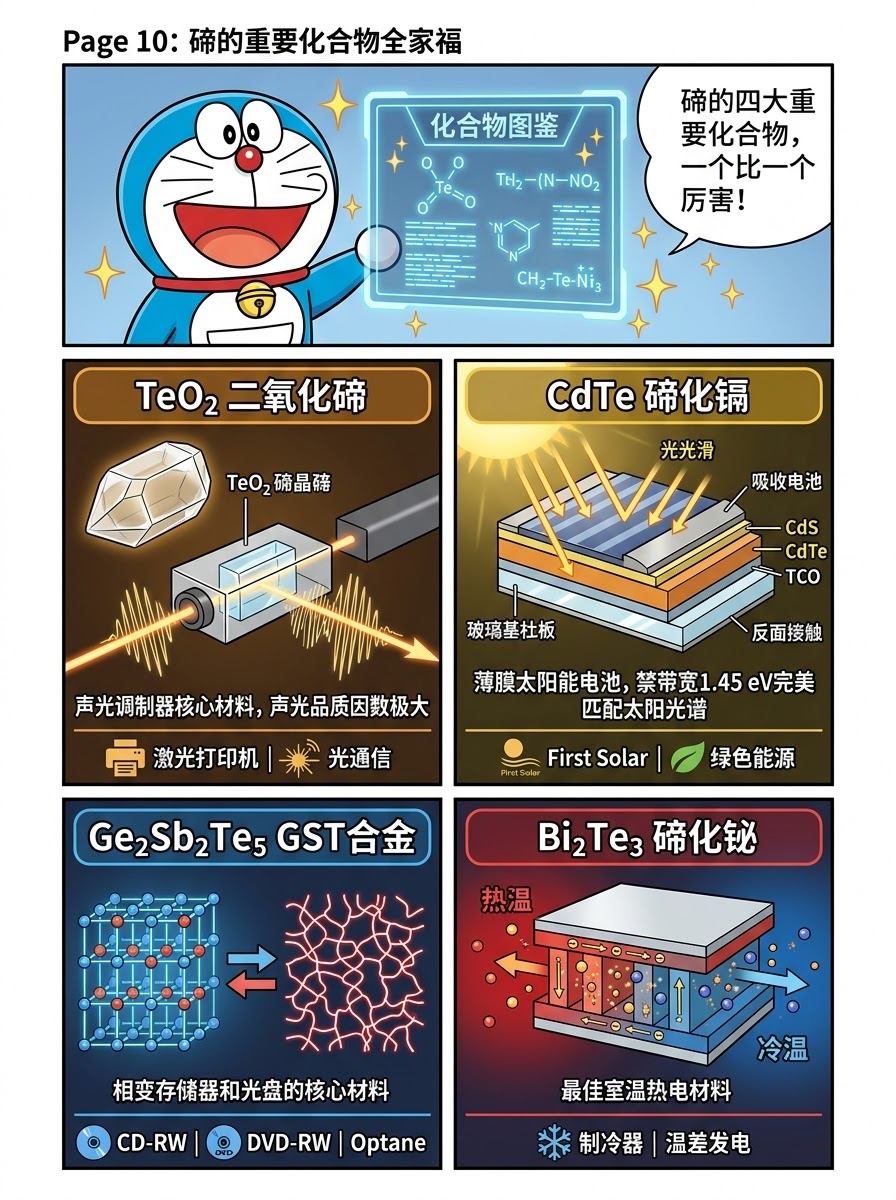 Page 10：碲的重要化合物全家福
化合物图鉴
碲的四大重
要化合物，
一个比一个
厉害！
O O
Te
O O
N
N
CH₂-Te-Ni₃
TeO₂ 二氧化碲
TeO₂
声光调制器核心材料，声光品质因数极大
激光打印机 | 光通信
CdTe 碲化镉
光光滑
吸收电池
CdS
CdTe
TCO
反面接触
薄膜太阳能电池，禁带宽1.45 eV完美
匹配太阳光谱
Piret Solar
First Solar | 绿色能源
Ge₂Sb₂Te₅ GST合金
相变存储器和光盘的核心材料
CD-RW | DVD-RW | Optane
Bi₂Te₃ 碲化铋
热温
冷温
最佳室温热电材料
制冷器 | 温差发电